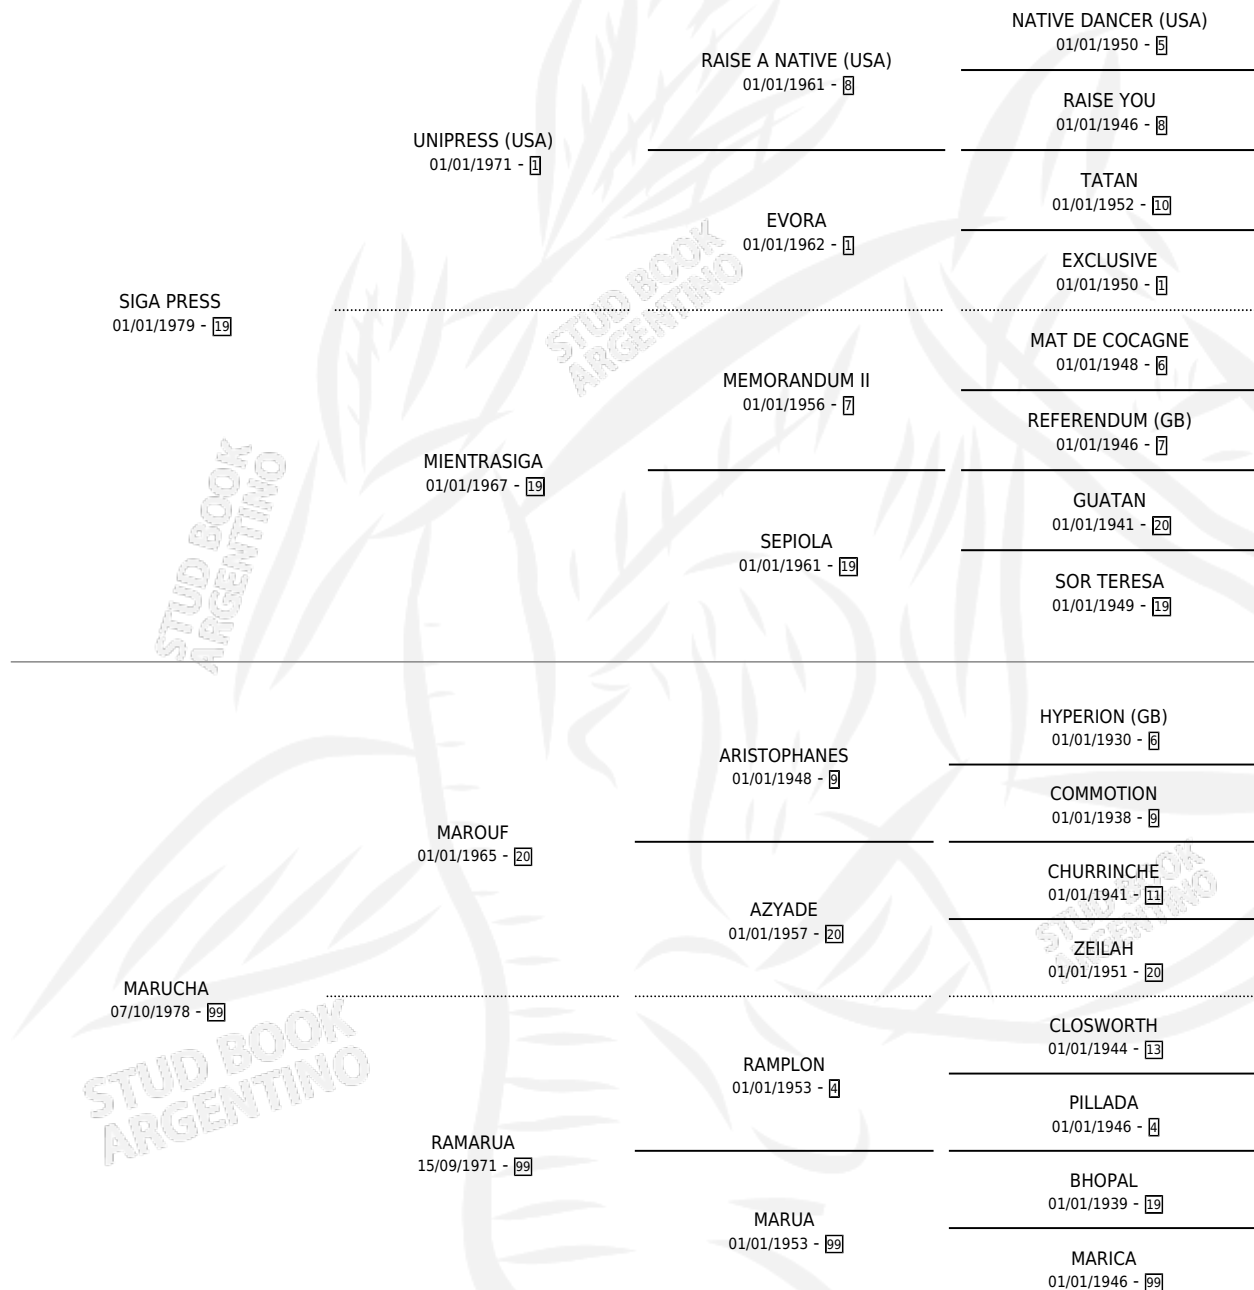 NATIVE DANCER (USA)
01/01/1950 - 5
RAISE A NATIVE (USA)
01/01/1961 - 8
RAISE YOU
01/01/1946 - 8
UNIPRESS (USA)
01/01/1971 - 1
TATAN
01/01/1952 - 10
EVORA
01/01/1962 - 1
EXCLUSIVE
01/01/1950 - 1
SIGA PRESS
01/01/1979 - 19
MAT DE COCAGNE
01/01/1948 - 6
MEMORANDUM II
01/01/1956 - 7
REFERENDUM (GB)
01/01/1946 - 7
MIENTRASIGA
01/01/1967 - 19
GUATAN
01/01/1941 - 20
SEPIOLA
01/01/1961 - 19
SOR TERESA
01/01/1949 - 19
HYPERION (GB)
01/01/1930 - 6
ARISTOPHANES
01/01/1948 - 9
COMMOTION
01/01/1938 - 9
MAROUF
01/01/1965 - 20
CHURRINCHE
01/01/1941 - 11
AZYADE
01/01/1957 - 20
ZEILAH
01/01/1951 - 20
MARUCHA
07/10/1978 - 99
CLOSWORTH
01/01/1944 - 13
RAMPLON
01/01/1953 - 4
PILLADA
01/01/1946 - 4
RAMARUA
15/09/1971 - 99
BHOPAL
01/01/1939 - 19
MARUA
01/01/1953 - 99
MARICA
01/01/1946 - 99
STUD BOOK
ARGENTINO
STUD BOOK
ARGENTINO
STUD BOOK
ARGENTINO
STUD BOOK
ARGENTINO